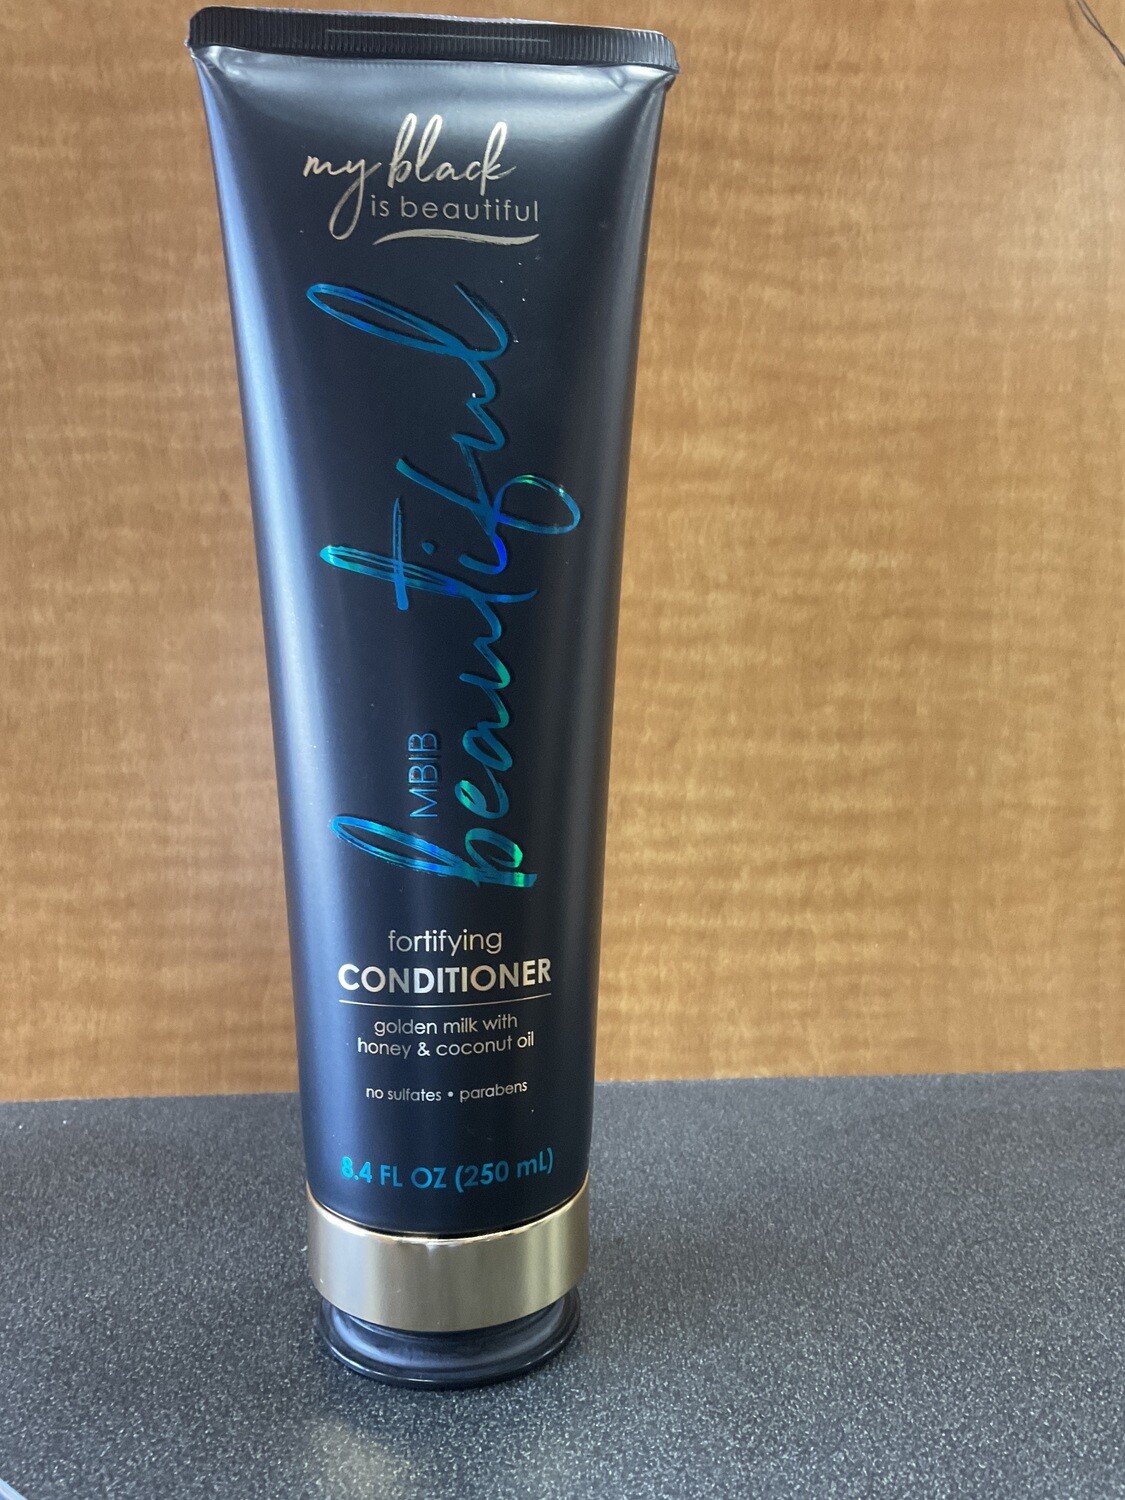 my black
is beautiful
MBIB
beautiful
fortifying
CONDITIONER
golden milk with
honey & coconut oil
no sulfates • parabens
8.4 FL OZ (250 mL)